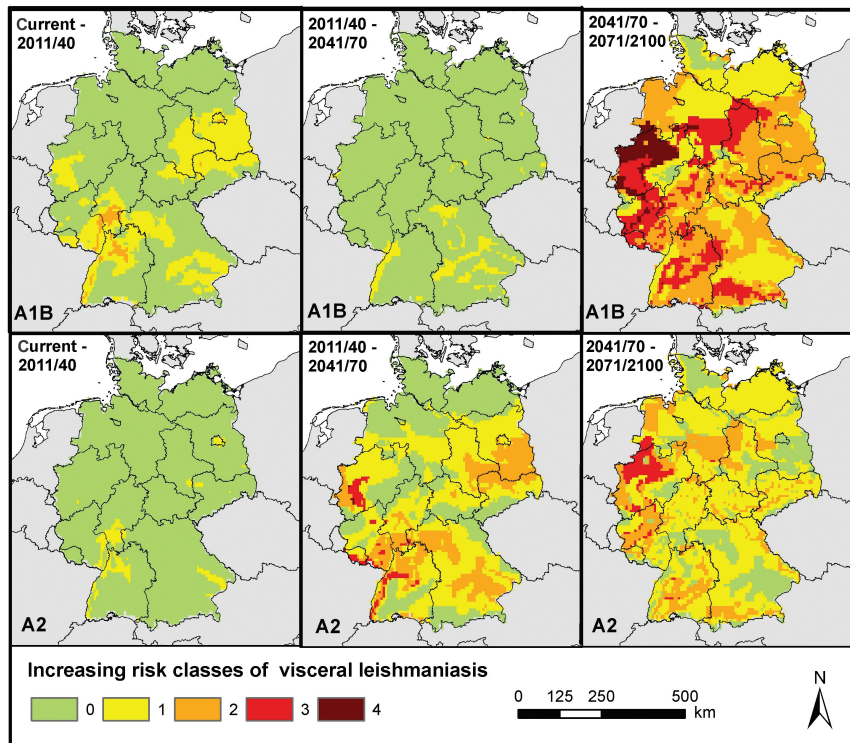 Current -
2011/40
A1B
2011/40 -
2041/70
A1B
2041/70 -
2071/2100
A1B
Current -
2011/40
A2
2011/40 -
2041/70
A2
2041/70 -
2071/2100
A2
Increasing risk classes of visceral leishmaniasis
0 1 2 3 4
0 125 250 500
km
N